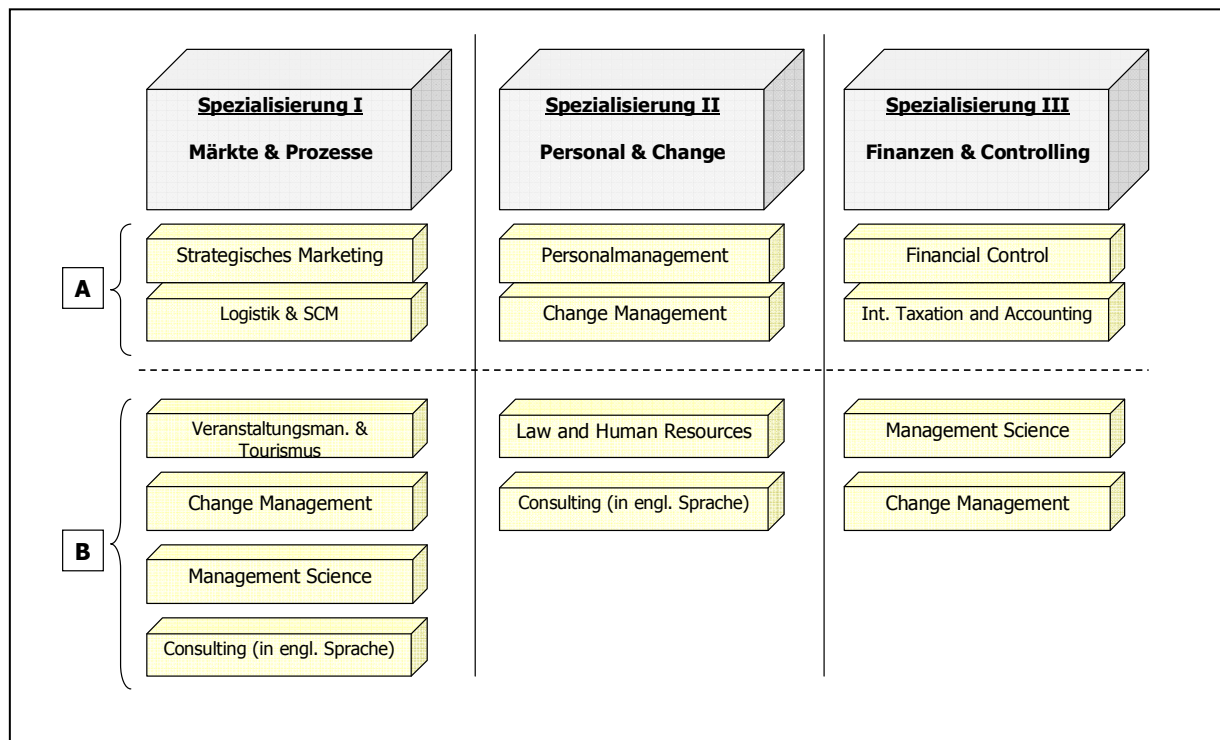 Spezialisierung I
Märkte & Prozesse
Spezialisierung II
Personal & Change
Spezialisierung III
Finanzen & Controlling
A
Strategisches Marketing
Logistik & SCM
Personalmanagement
Change Management
Financial Control
Int. Taxation and Accounting
B
Veranstaltungsman. &
Tourismus
Change Management
Management Science
Consulting (in engl. Sprache)
Law and Human Resources
Consulting (in engl. Sprache)
Management Science
Change Management